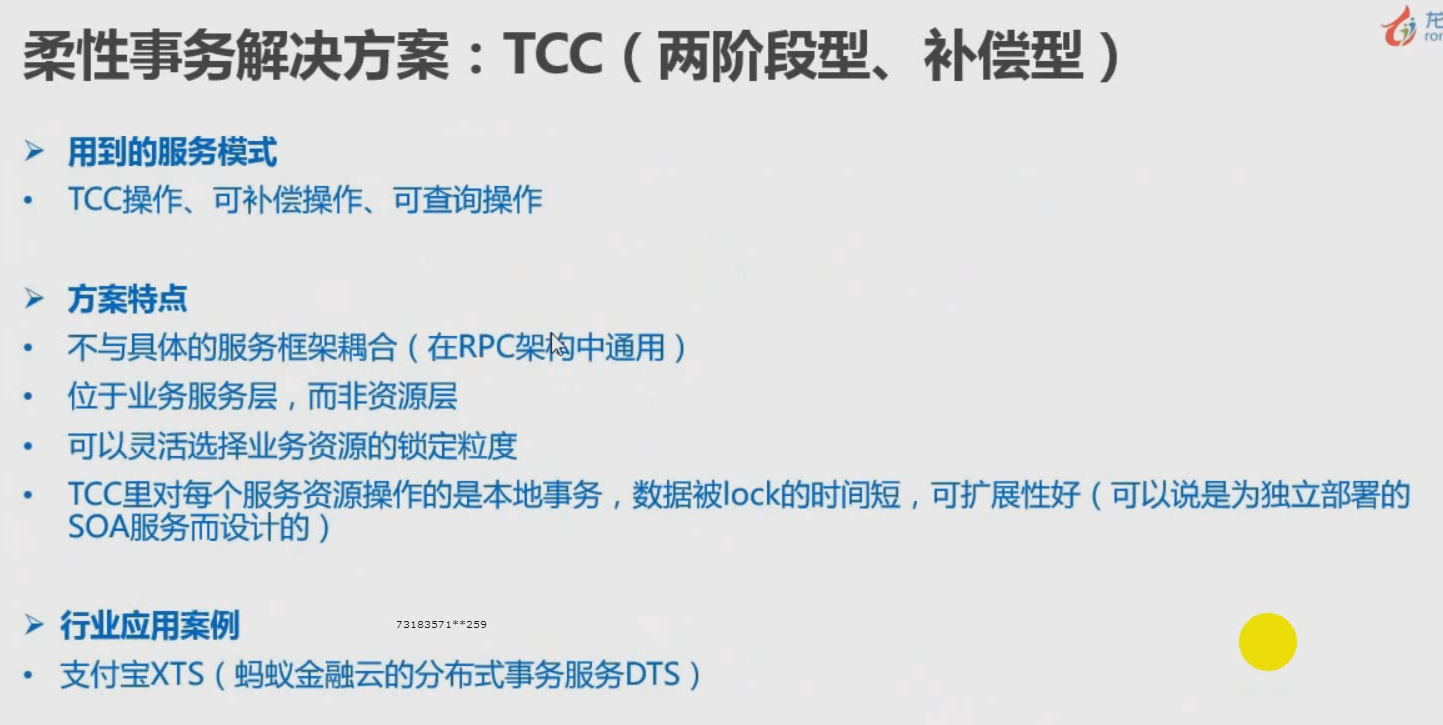 柔性事务解决方案：TCC（两阶段型、补偿型）
龙
ror
➢ 用到的服务模式
• TCC操作、可补偿操作、可查询操作
➢ 方案特点
• 不与具体的服务框架耦合（在RPC架构中通用）
• 位于业务服务层，而非资源层
• 可以灵活选择业务资源的锁定粒度
• TCC里对每个服务资源操作的是本地事务，数据被lock的时间短，可扩展性好（可以说是为独立部署的
SOA服务而设计的）
➢ 行业应用案例
73183571**259
• 支付宝XTS（蚂蚁金融云的分布式事务服务DTS）